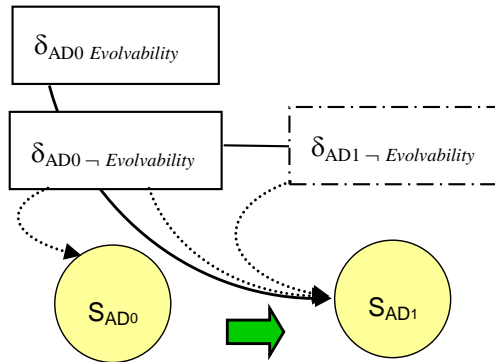 δAD0 Evolvability
δAD0 ¬ Evolvability
δAD1 ¬ Evolvability
SAD0
SAD1